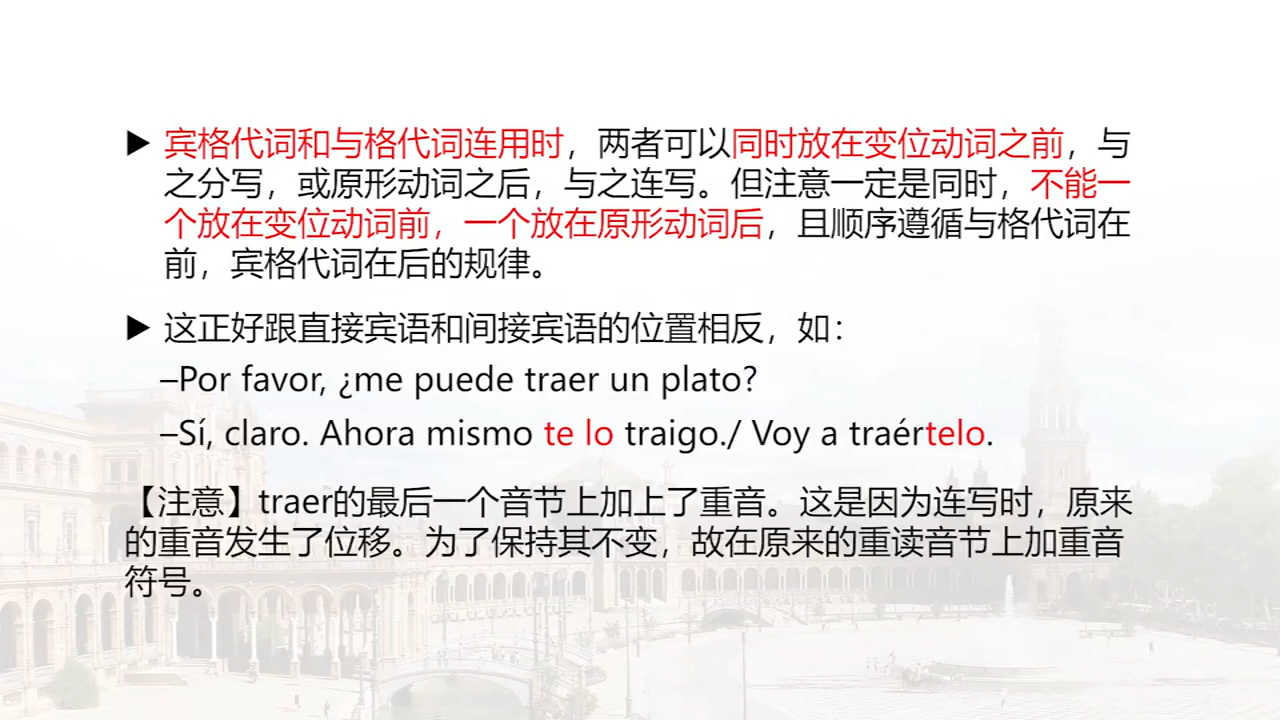 ▶ 宾格代词和与格代词连用时，两者可以同时放在变位动词之前，与
之分写，或原形动词之后，与之连写。但注意一定是同时，不能一
个放在变位动词前，一个放在原形动词后，且顺序遵循与格代词在
前，宾格代词在后的规律。
▶ 这正好跟直接宾语和间接宾语的位置相反，如：
–Por favor, ¿me puede traer un plato?
–Sí, claro. Ahora mismo te lo traigo./ Voy a traértelo.
【注意】traer的最后一个音节上加上了重音。这是因为连写时，原来
的重音发生了位移。为了保持其不变，故在原来的重读音节上加重音
符号。